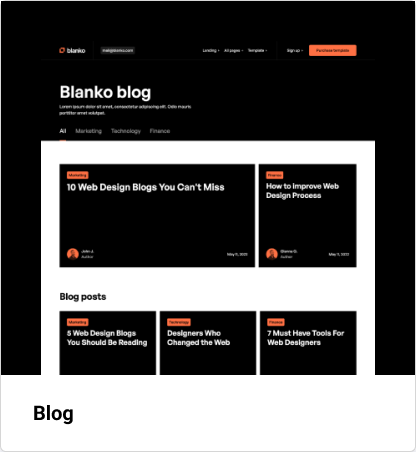 blanko
mail@blanko.com
Landing
All pages
Template
Sign up
Purchase template
Blanko blog
Lorem ipsum dolor sit amet, consectetur adipiscing elit. Odio mauris
porttitor amet volutpat.
All
Marketing
Technology
Finance
Marketing
10 Web Design Blogs You Can't Miss
John J.
Author
May 5, 2023
Finance
How to Improve Web
Design Process
Author
May 5, 2023
Blog posts
Marketing
5 Web Design Blogs
You Should Be Reading
Technology
Designers Who
Changed the Web
Finance
7 Must Have Tools For
Web Designers
Blog